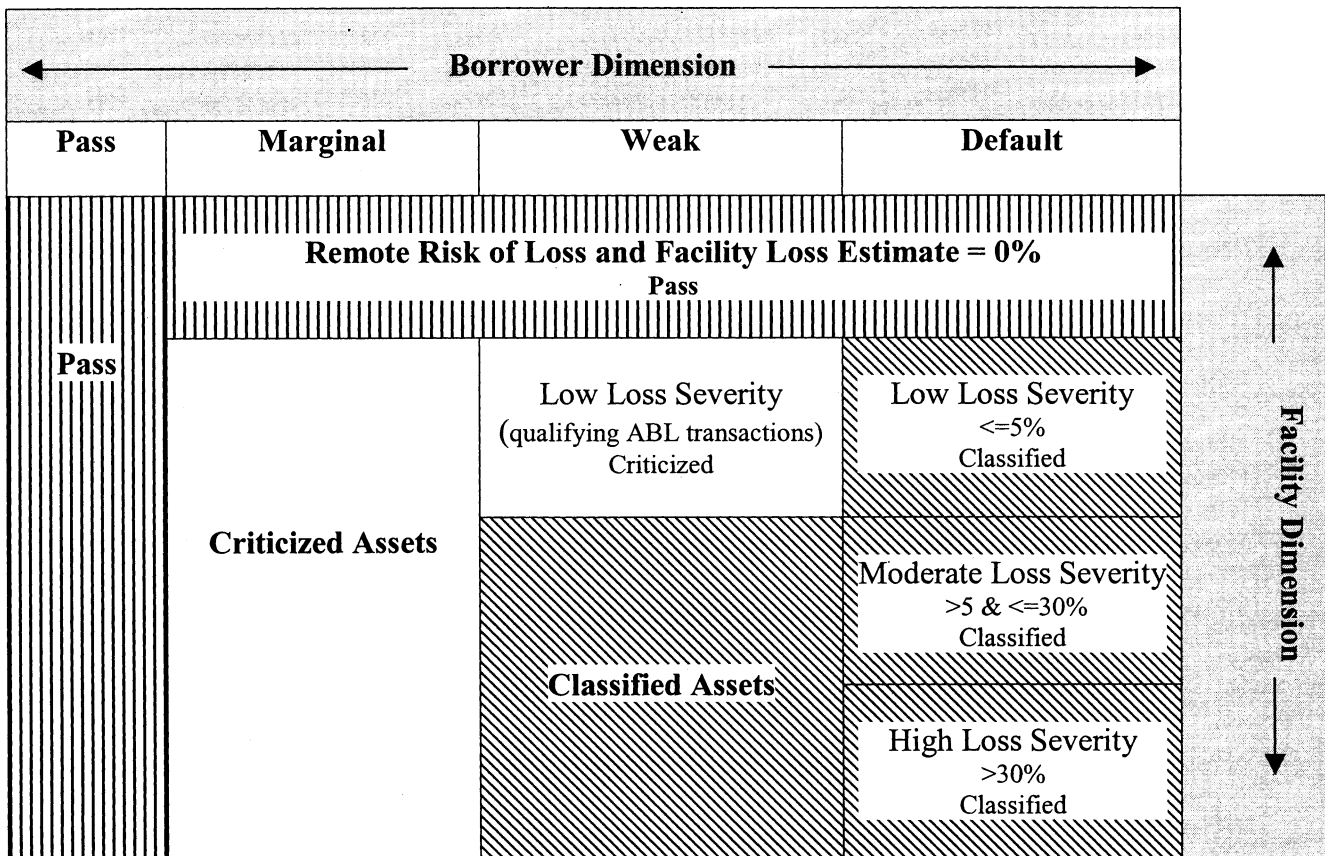 Borrower Dimension
Pass
Marginal
Weak
Default
Remote Risk of Loss and Facility Loss Estimate = 0%
Pass
Pass
Criticized Assets
Low Loss Severity
(qualifying ABL transactions)
Criticized
Classified Assets
Low Loss Severity
<=5%
Classified
Moderate Loss Severity
>5 & <=30%
Classified
High Loss Severity
>30%
Classified
Facility Dimension